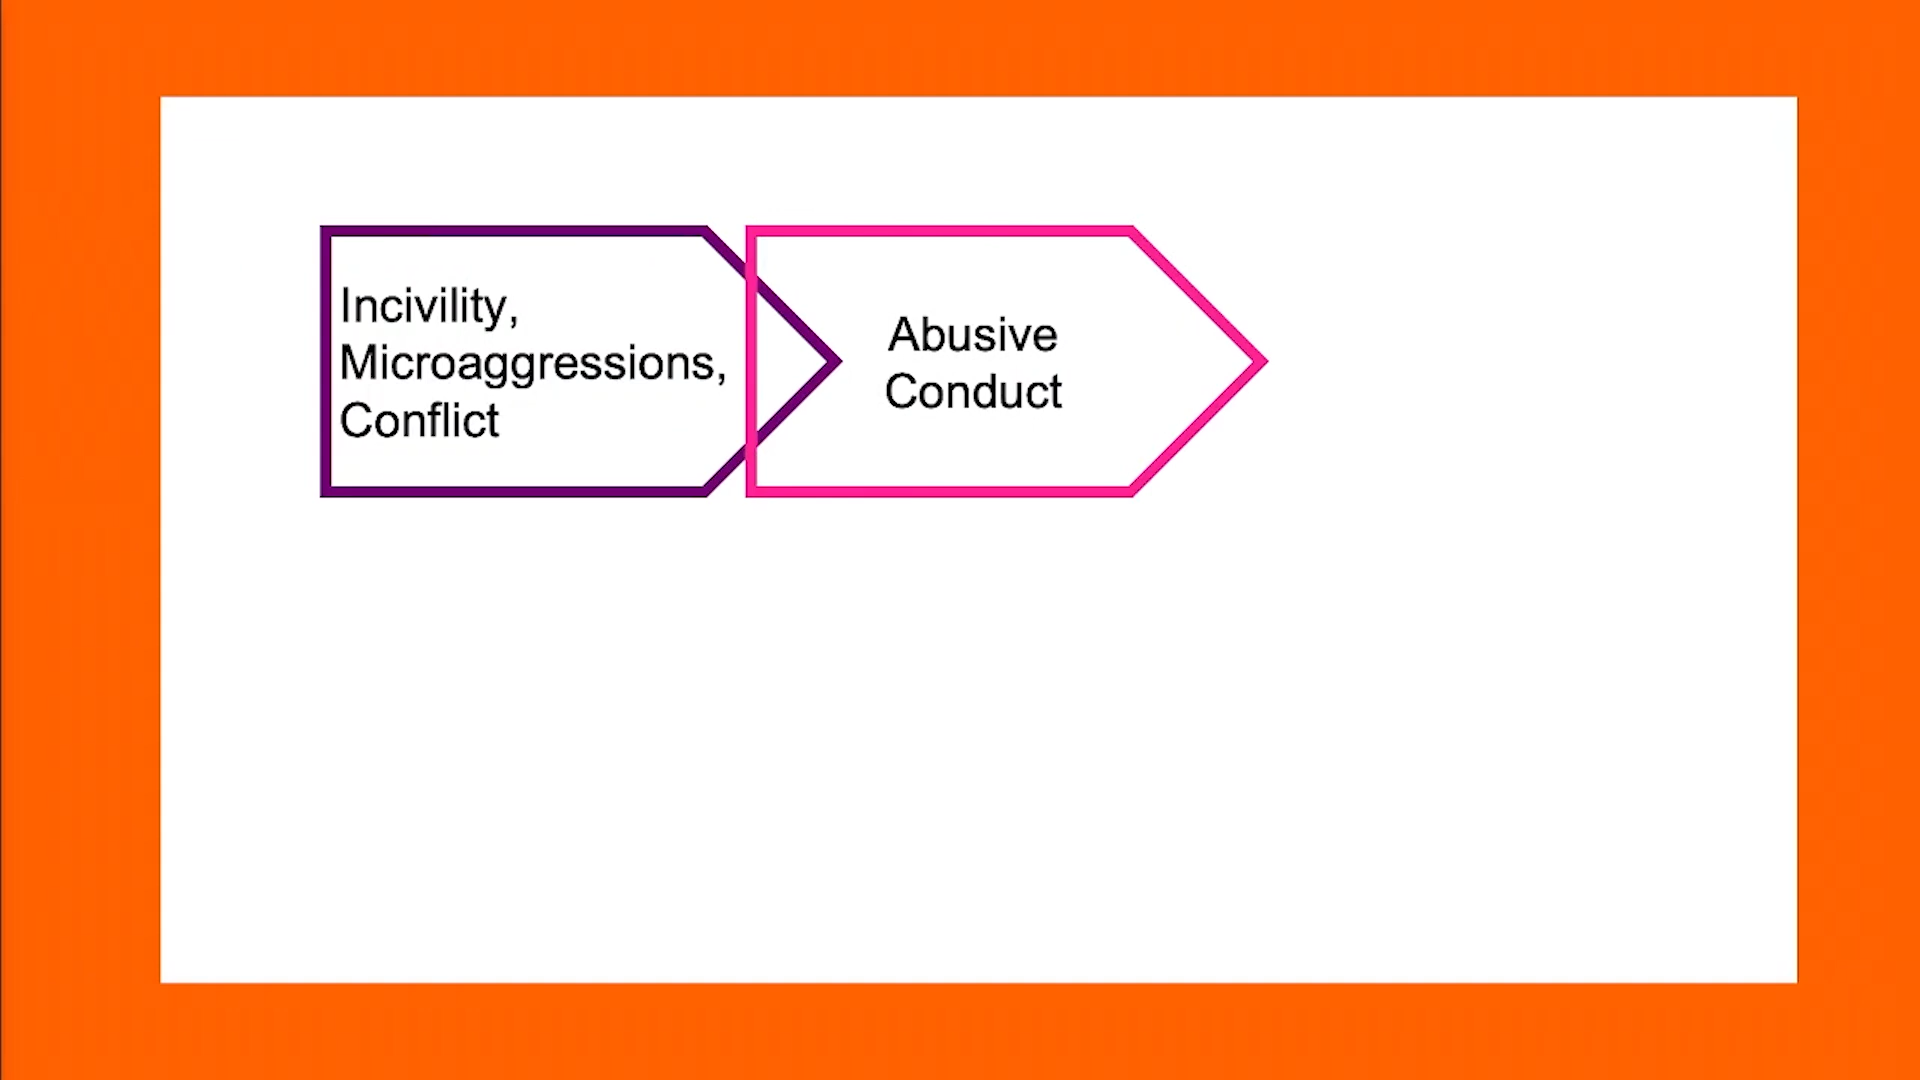 Incivility,
Microaggressions,
Conflict
Abusive
Conduct